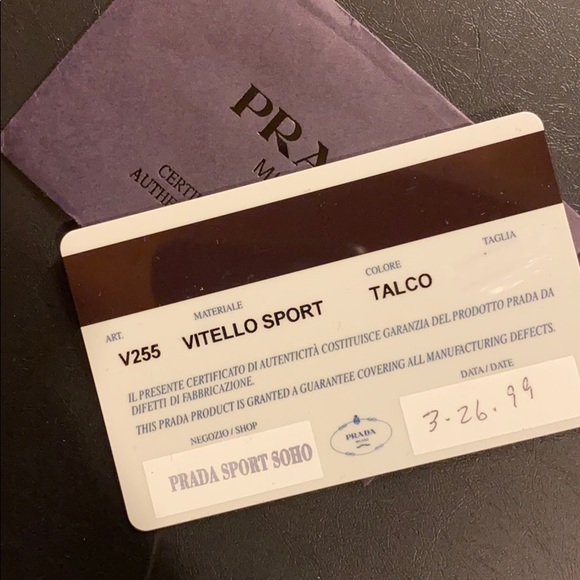 PRA
M
CERTI
AUTHE
ART.
MATERIALE
COLORE
TAGLIA
V255 VITELLO SPORT TALCO
IL PRESENTE CERTIFICATO DI AUTENTICITÀ COSTITUISCE GARANZIA DEL PRODOTTO PRADA DA
DIFETTI DI FABBRICAZIONE.
THIS PRADA PRODUCT IS GRANTED A GUARANTEE COVERING ALL MANUFACTURING DEFECTS.
NEGOZIO / SHOP
DATA / DATE
PRADA SPORT SOHO
PRADA
MILANO
3-26.99